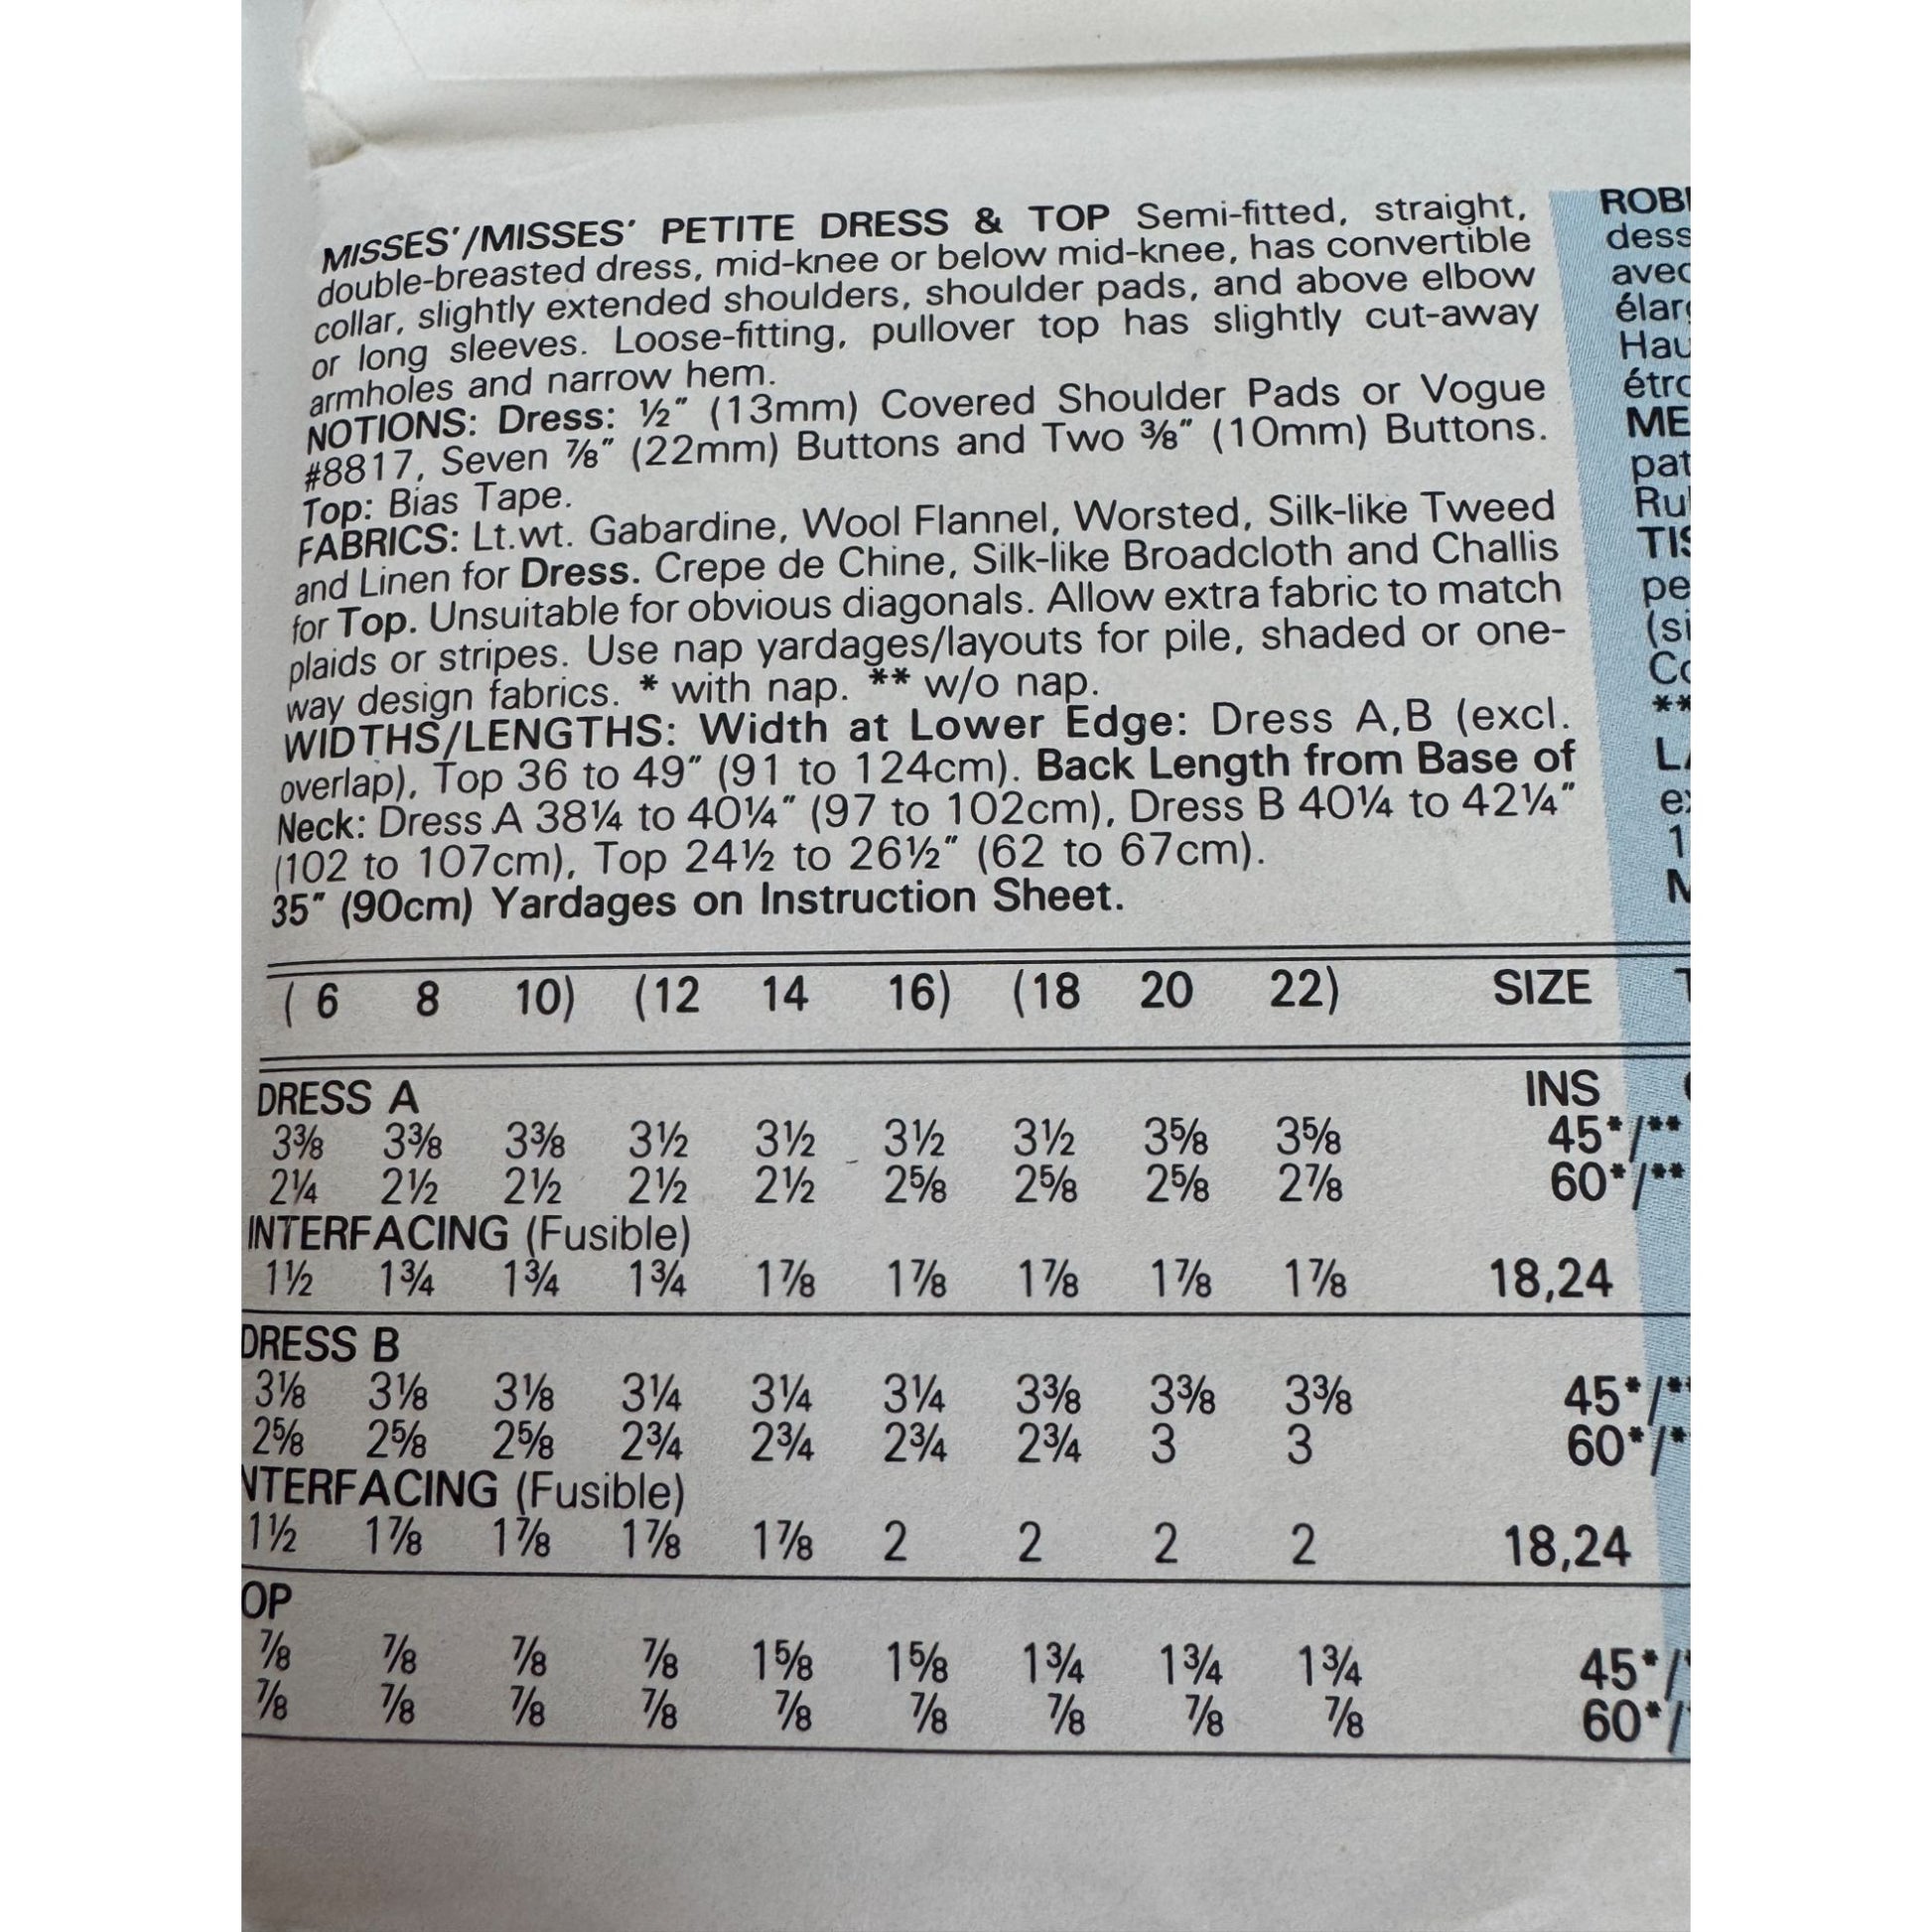 MISSES'/MISSES' PETITE DRESS & TOP Semi-fitted, straight,
double-breasted dress, mid-knee or below mid-knee, has convertible
collar, slightly extended shoulders, shoulder pads, and above elbow
or long sleeves. Loose-fitting, pullover top has slightly cut-away
armholes and narrow hem.
NOTIONS: Dress: ½" (13mm) Covered Shoulder Pads or Vogue
#8817, Seven ⅞" (22mm) Buttons and Two ⅜" (10mm) Buttons.
Top: Bias Tape.
FABRICS: Lt.wt. Gabardine, Wool Flannel, Worsted, Silk-like Tweed
and Linen for Dress. Crepe de Chine, Silk-like Broadcloth and Challis
for Top. Unsuitable for obvious diagonals. Allow extra fabric to match
plaids or stripes. Use nap yardages/layouts for pile, shaded or one-
way design fabrics. * with nap. ** w/o nap.
WIDTHS/LENGTHS: Width at Lower Edge: Dress A,B (excl.
overlap), Top 36 to 49" (91 to 124cm). Back Length from Base of
Neck: Dress A 38¼ to 40¼" (97 to 102cm), Dress B 40¼ to 42¼"
(102 to 107cm), Top 24½ to 26½" (62 to 67cm).
35" (90cm) Yardages on Instruction Sheet.
(6 8 10) (12 14 16) (18 20 22) SIZE
DRESS A INS
3⅜ 3⅜ 3⅜ 3½ 3½ 3½ 3½ 3⅝ 3⅝ 45*/**
2¼ 2½ 2½ 2½ 2½ 2⅝ 2⅝ 2⅝ 2⅞ 60*/**
INTERFACING (Fusible)
1½ 1¾ 1¾ 1¾ 1⅞ 1⅞ 1⅞ 1⅞ 1⅞ 18,24
DRESS B
3⅛ 3⅛ 3⅛ 3¼ 3¼ 3¼ 3⅜ 3⅜ 3⅜ 45*/*
2⅝ 2⅝ 2⅝ 2¾ 2¾ 2¾ 2¾ 3 3 60*/*
NTERFACING (Fusible)
1½ 1⅞ 1⅞ 1⅞ 1⅞ 2 2 2 2 18,24
OP
⅞ ⅞ ⅞ ⅞ 1⅝ 1⅝ 1¾ 1¾ 1¾ 45*/
⅞ ⅞ ⅞ ⅞ ⅞ ⅞ ⅞ ⅞ ⅞ 60*/
ROB
dess
avec
élar
Hau
étro
ME
pat
Ru
TIS
pe
(si
Co
**